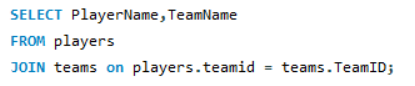 SELECT PlayerName,TeamName
FROM players
JOIN teams on players.teamid = teams.TeamID;